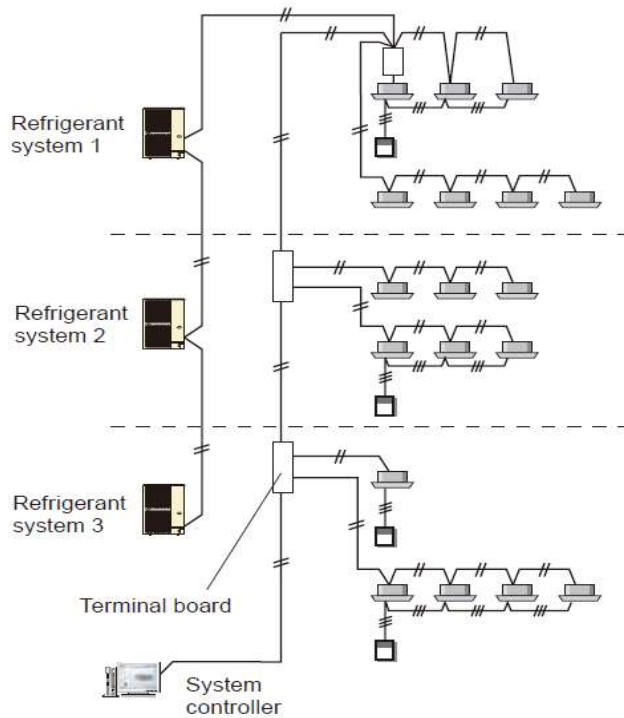 Refrigerant
system 1
Refrigerant
system 2
Refrigerant
system 3
Terminal board
System
controller